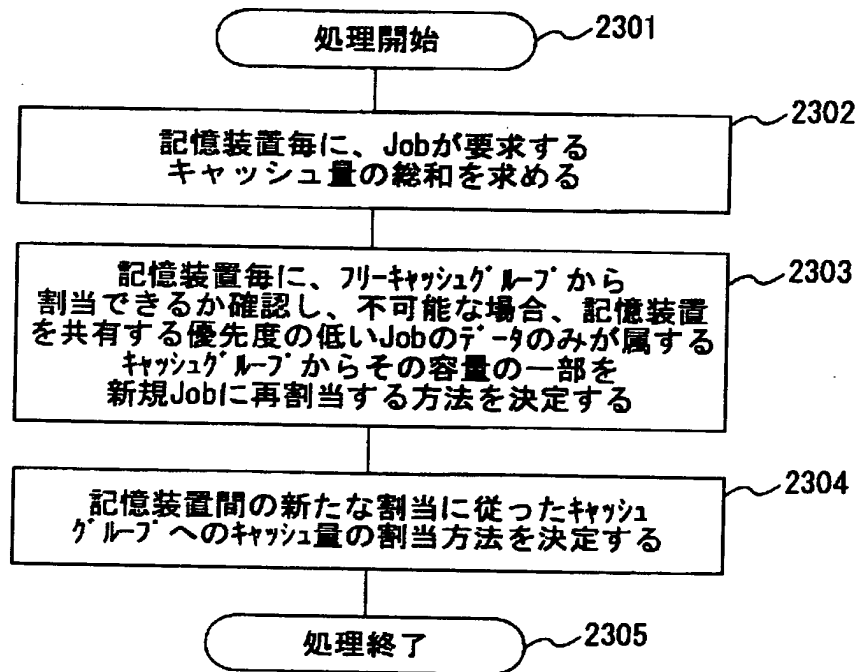 処理開始
2301
2302
記憶装置毎に、Jobが要求する
キャッシュ量の総和を求める
2303
記憶装置毎に、ﾌﾘｰｷｬｯｼｭｸﾞﾙｰﾌﾟから
割当できるか確認し、不可能な場合、記憶装置
を共有する優先度の低いJobのﾃﾞｰﾀのみが属する
ｷｬｯｼｭｸﾞﾙｰﾌﾟからその容量の一部を
新規Jobに再割当する方法を決定する
2304
記憶装置間の新たな割当に従ったｷｬｯｼｭ
ｸﾞﾙｰﾌﾟへのｷｬｯｼｭ量の割当方法を決定する
処理終了
2305